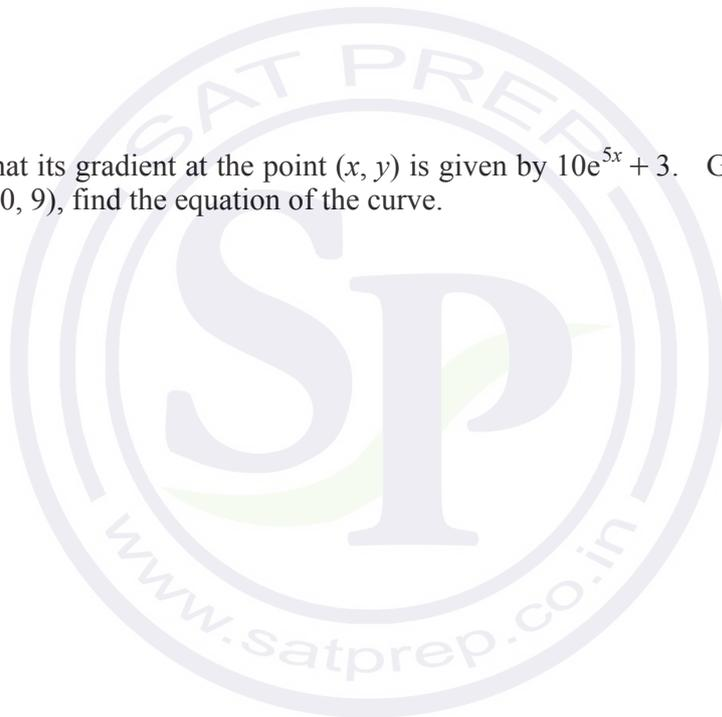 SAT PREP
hat its gradient at the point (x, y) is given by 10e^{5x} + 3. G
0, 9), find the equation of the curve.
SP
www.satprep.co.in